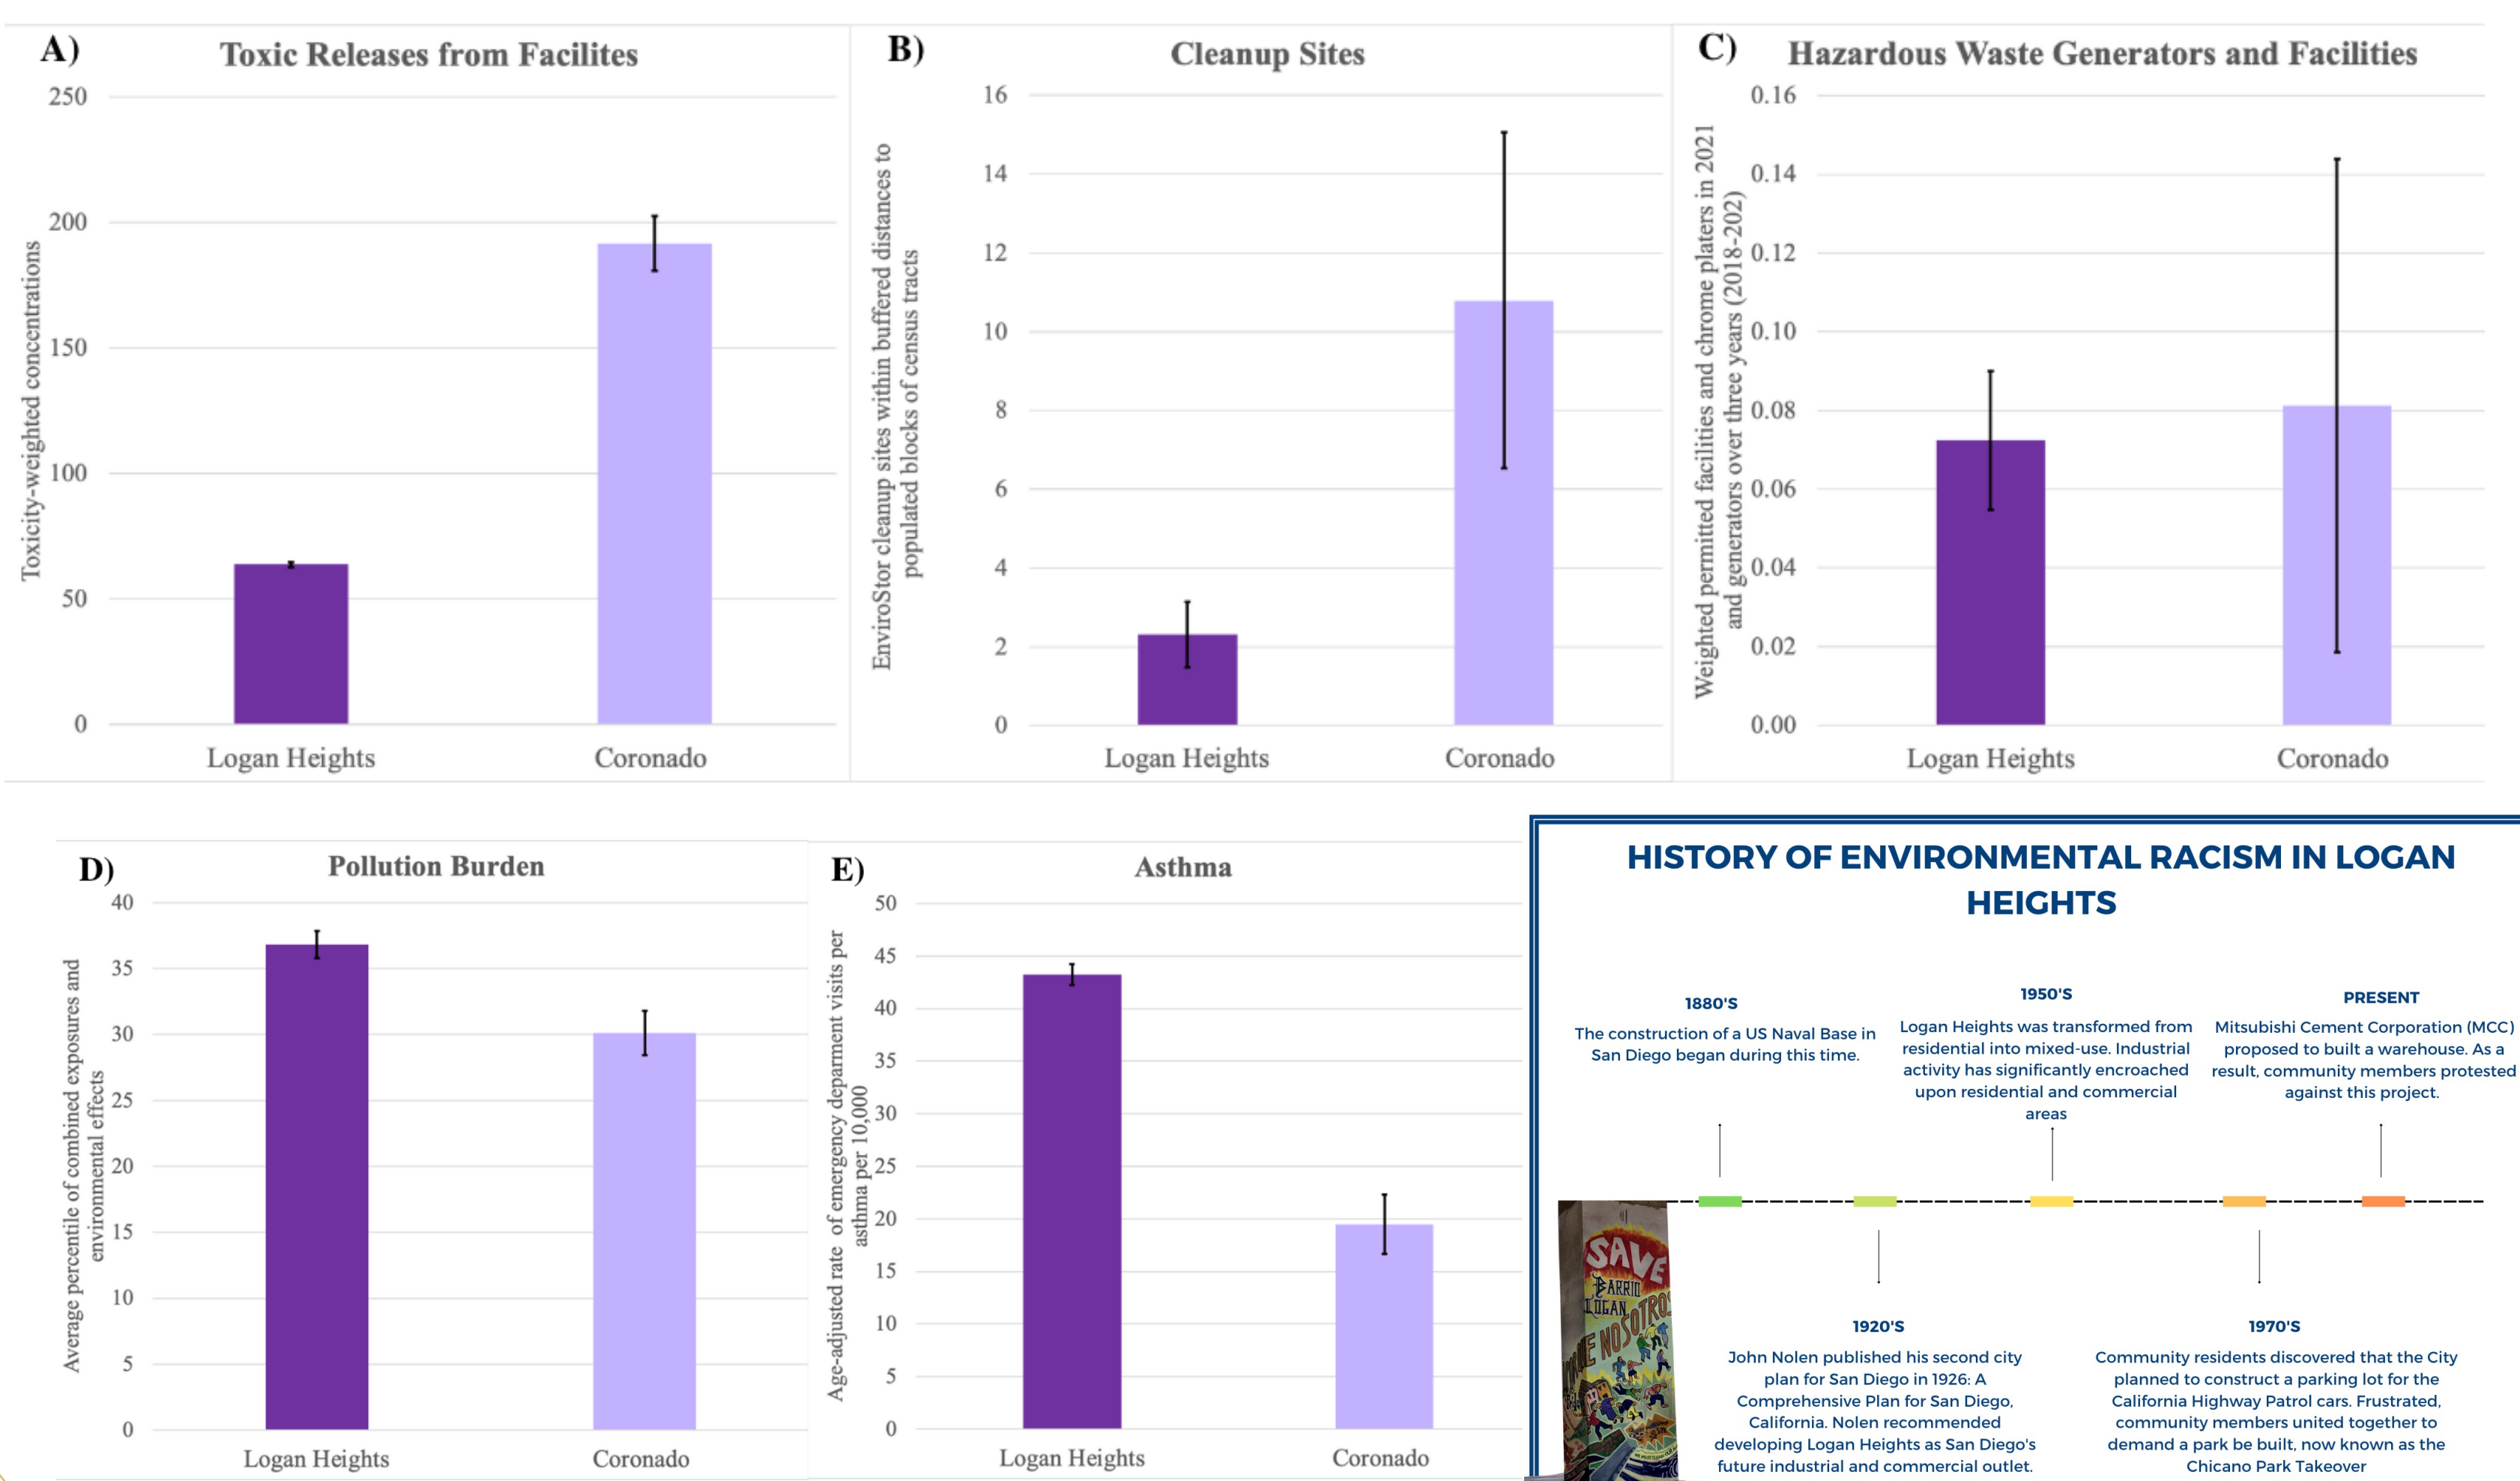 A)
Toxic Releases from Facilites
Toxicity-weighted concentrations
250
200
150
100
50
0
Logan Heights
Coronado
B)
Cleanup Sites
EnviroStor cleanup sites within buffered distances to
populated blocks of census tracts
16
14
12
10
8
6
4
2
0
Logan Heights
Coronado
C)
Hazardous Waste Generators and Facilities
Weighted permitted facilities and chrome platers in 2021
and generators over three years (2018-202)
0.16
0.14
0.12
0.10
0.08
0.06
0.04
0.02
0.00
Logan Heights
Coronado
D)
Pollution Burden
Average percentile of combined exposures and
environmental effects
40
35
30
25
20
15
10
5
0
Logan Heights
Coronado
E)
Asthma
Age-adjusted rate of emergency deparment visits per
asthma per 10,000
50
45
40
35
30
25
20
15
10
5
0
Logan Heights
Coronado
HISTORY OF ENVIRONMENTAL RACISM IN LOGAN
HEIGHTS
1880'S
The construction of a US Naval Base in
San Diego began during this time.
1950'S
Logan Heights was transformed from
residential into mixed-use. Industrial
activity has significantly encroached
upon residential and commercial
areas
PRESENT
Mitsubishi Cement Corporation (MCC)
proposed to built a warehouse. As a
result, community members protested
against this project.
SAVE
BARRIO
LOGAN
NOSOTROS
1920'S
John Nolen published his second city
plan for San Diego in 1926: A
Comprehensive Plan for San Diego,
California. Nolen recommended
developing Logan Heights as San Diego's
future industrial and commercial outlet.
1970'S
Community residents discovered that the City
planned to construct a parking lot for the
California Highway Patrol cars. Frustrated,
community members united together to
demand a park be built, now known as the
Chicano Park Takeover